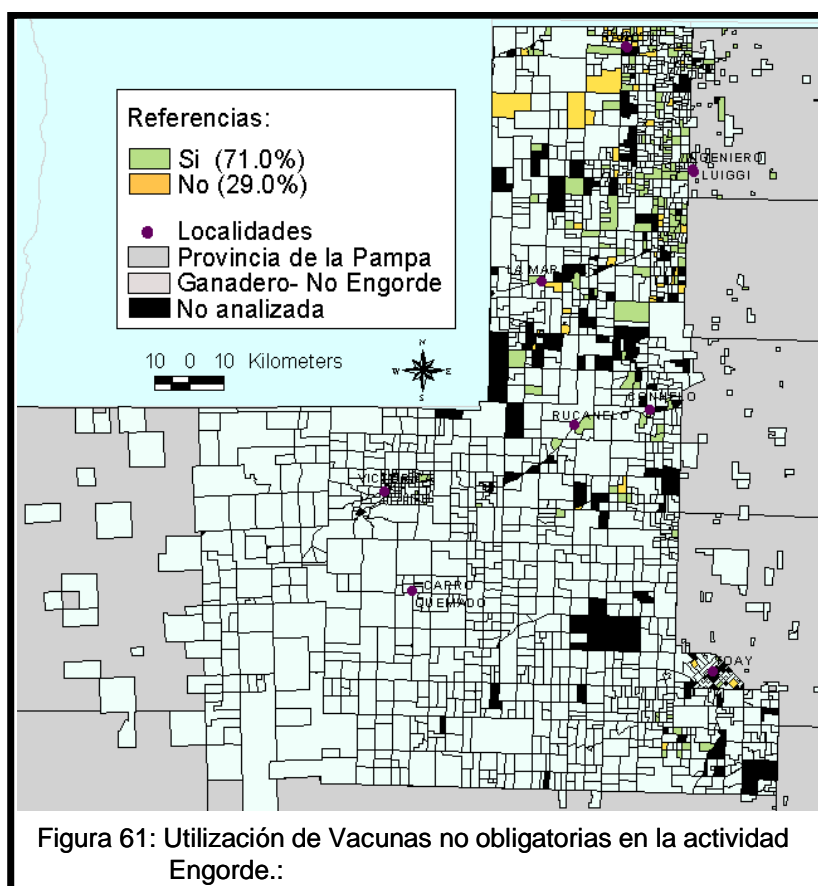 Referencias:
Si (71.0%)
No (29.0%)
Localidades
Provincia de la Pampa
Ganadero- No Engorde
No analizada
10 0 10 Kilometers
N
W E
S
LUIGGI
LA MAR
RUCANELO
CONHELO
CARRO
QUEMADO
TOAY
Figura 61: Utilización de Vacunas no obligatorias en la actividad
Engorde.: